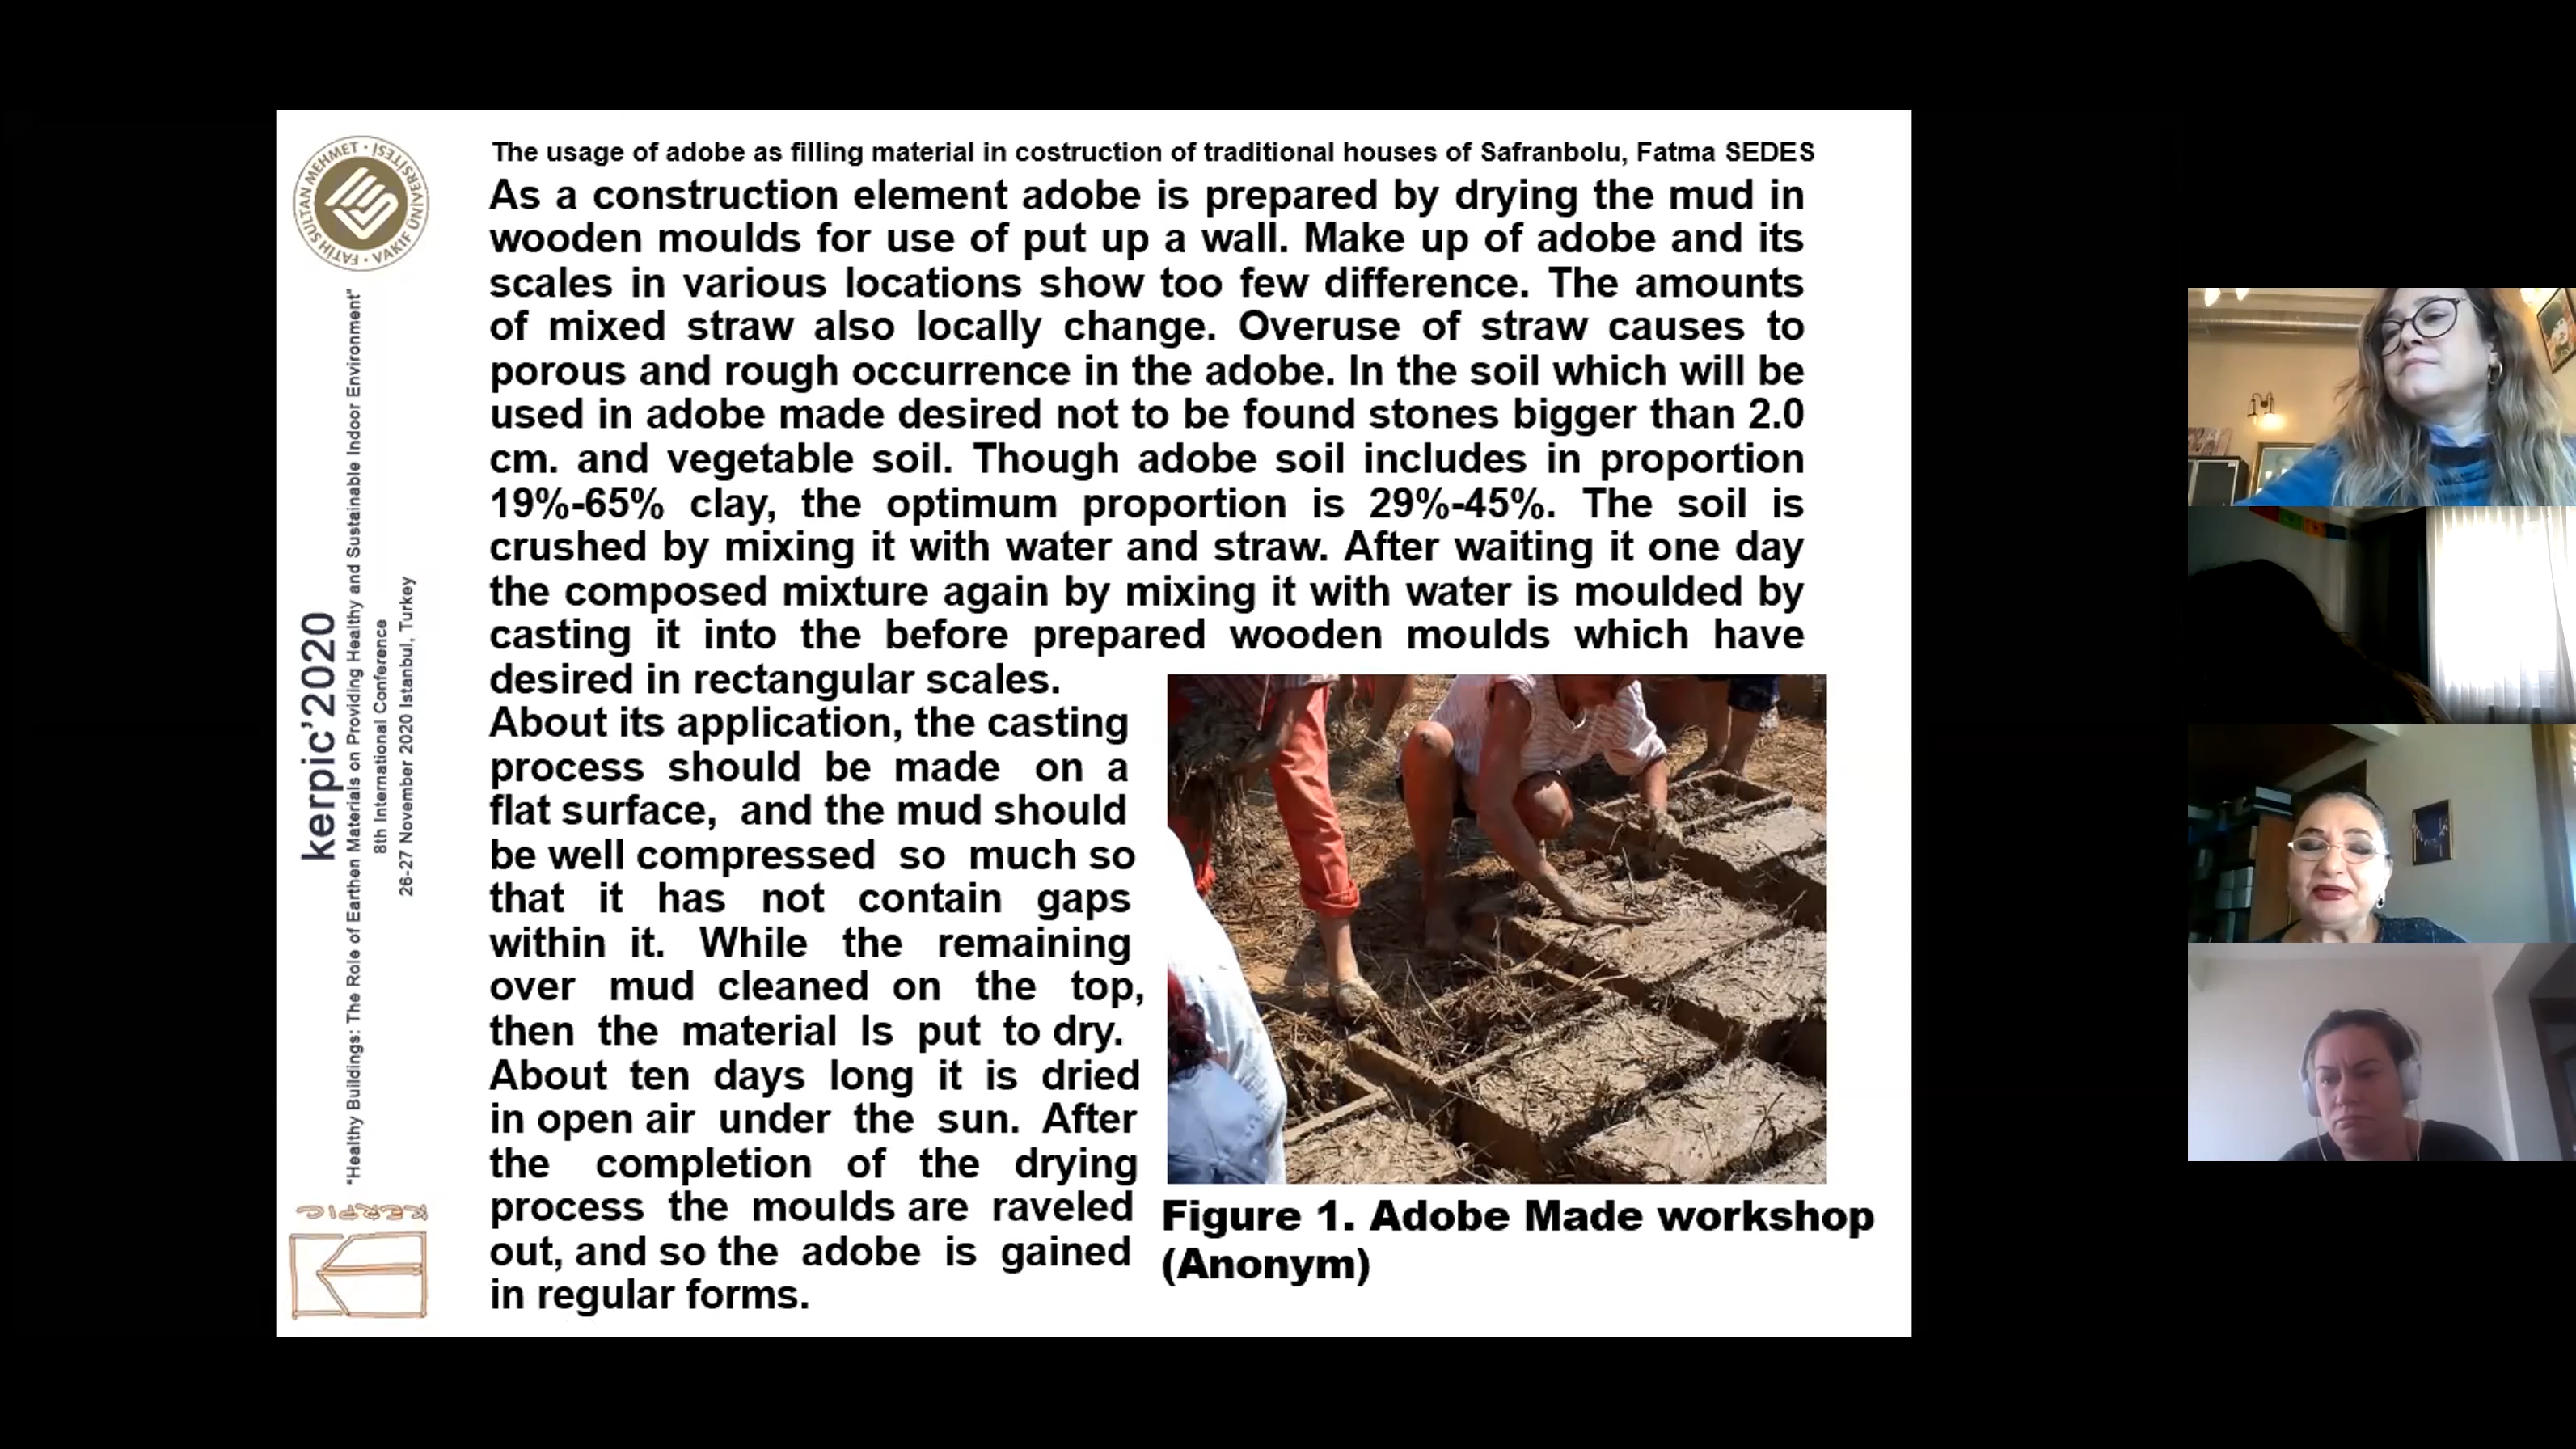 FATİH SULTAN MEHMET · VAKIF ÜNİVERSİTESİ ·
kerpic’2020
"Healthy Buildings: The Role of Earthen Materials on Providing Healthy and Sustainable Indoor Environment"
8th International Conference
26-27 November 2020 Istanbul, Turkey
KERPIC
The usage of adobe as filling material in costruction of traditional houses of Safranbolu, Fatma SEDES
As a construction element adobe is prepared by drying the mud in
wooden moulds for use of put up a wall. Make up of adobe and its
scales in various locations show too few difference. The amounts
of mixed straw also locally change. Overuse of straw causes to
porous and rough occurrence in the adobe. In the soil which will be
used in adobe made desired not to be found stones bigger than 2.0
cm. and vegetable soil. Though adobe soil includes in proportion
19%-65% clay, the optimum proportion is 29%-45%. The soil is
crushed by mixing it with water and straw. After waiting it one day
the composed mixture again by mixing it with water is moulded by
casting it into the before prepared wooden moulds which have
desired in rectangular scales.
About its application, the casting
process should be made on a
flat surface, and the mud should
be well compressed so much so
that it has not contain gaps
within it. While the remaining
over mud cleaned on the top,
then the material Is put to dry.
About ten days long it is dried
in open air under the sun. After
the completion of the drying
process the moulds are raveled
out, and so the adobe is gained
in regular forms.
Figure 1. Adobe Made workshop
(Anonym)